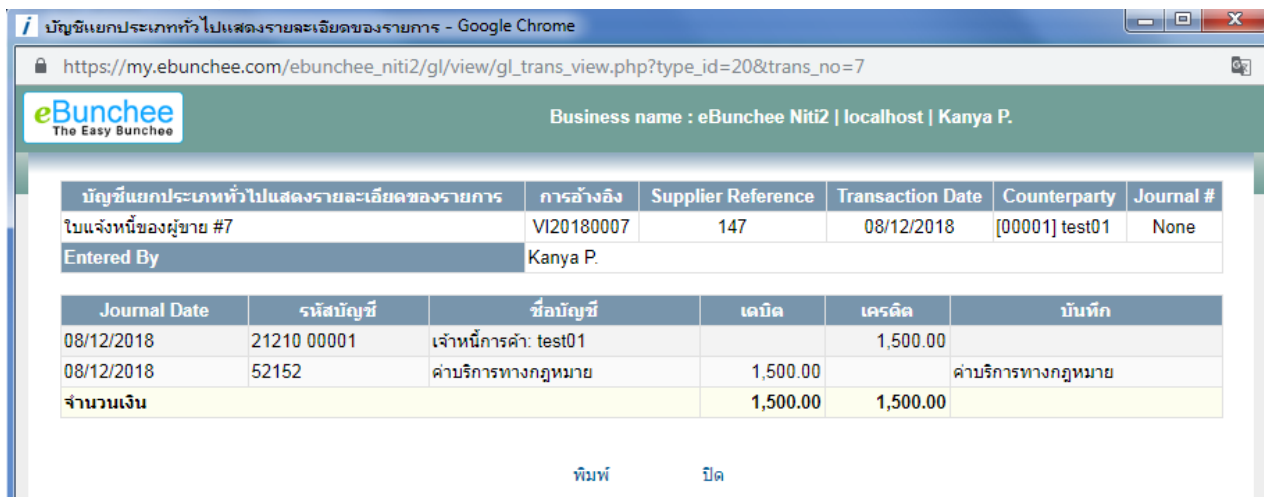 บัญชีแยกประเภททั่วไปแสดงรายละเอียดของรายการ - Google Chrome
https://my.ebunchee.com/ebunchee_niti2/gl/view/gl_trans_view.php?type_id=20&trans_no=7
eBunchee
The Easy Bunchee
Business name : eBunchee Niti2 | localhost | Kanya P.
บัญชีแยกประเภททั่วไปแสดงรายละเอียดของรายการ การอ้างอิง Supplier Reference Transaction Date Counterparty Journal #
ใบแจ้งหนี้ของผู้ขาย #7 VI20180007 147 08/12/2018 [00001] test01 None
Entered By Kanya P.
Journal Date รหัสบัญชี ชื่อบัญชี เดบิต เครดิต บันทึก
08/12/2018 21210 00001 เจ้าหนี้การค้า: test01 1,500.00
08/12/2018 52152 ค่าบริการทางกฎหมาย 1,500.00 ค่าบริการทางกฎหมาย
จำนวนเงิน 1,500.00 1,500.00
พิมพ์ ปิด